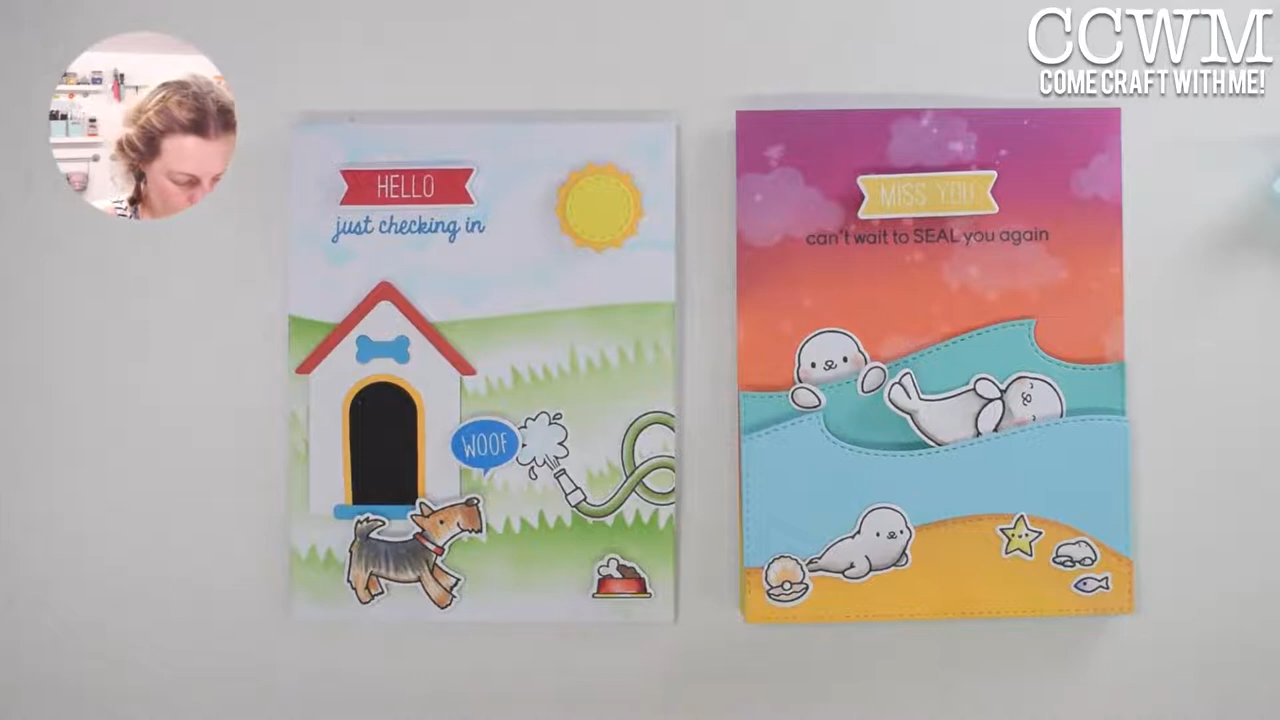 CCWM
COME CRAFT WITH ME!
HELLO
just checking in
WOOF
MISS YOU
can't wait to SEAL you again